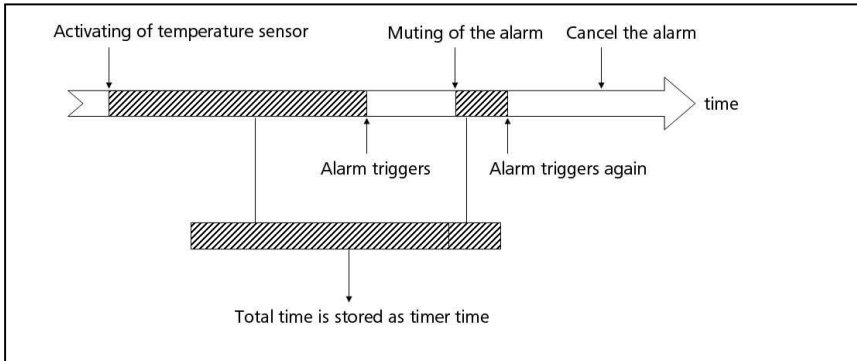 Activating of temperature sensor
Muting of the alarm
Cancel the alarm
time
Alarm triggers
Alarm triggers again
Total time is stored as timer time